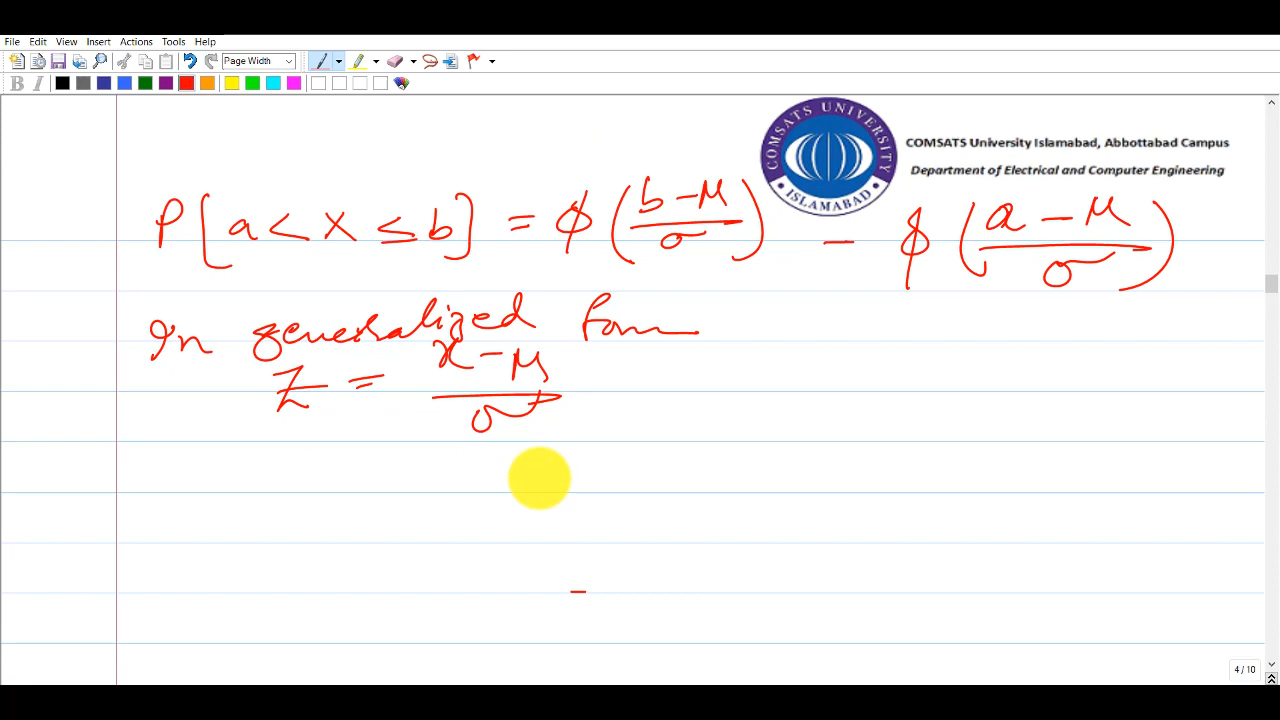 File Edit View Insert Actions Tools Help
Page Width
B I
COMSATS UNIVERSITY
ISLAMABAD
COMSATS University Islamabad, Abbottabad Campus
Department of Electrical and Computer Engineering
P[a < X ≤ b] = ϕ((b-μ)/σ) - ϕ((a-μ)/σ)
In generalized form
Z = (x-μ)/σ
-
4 / 10